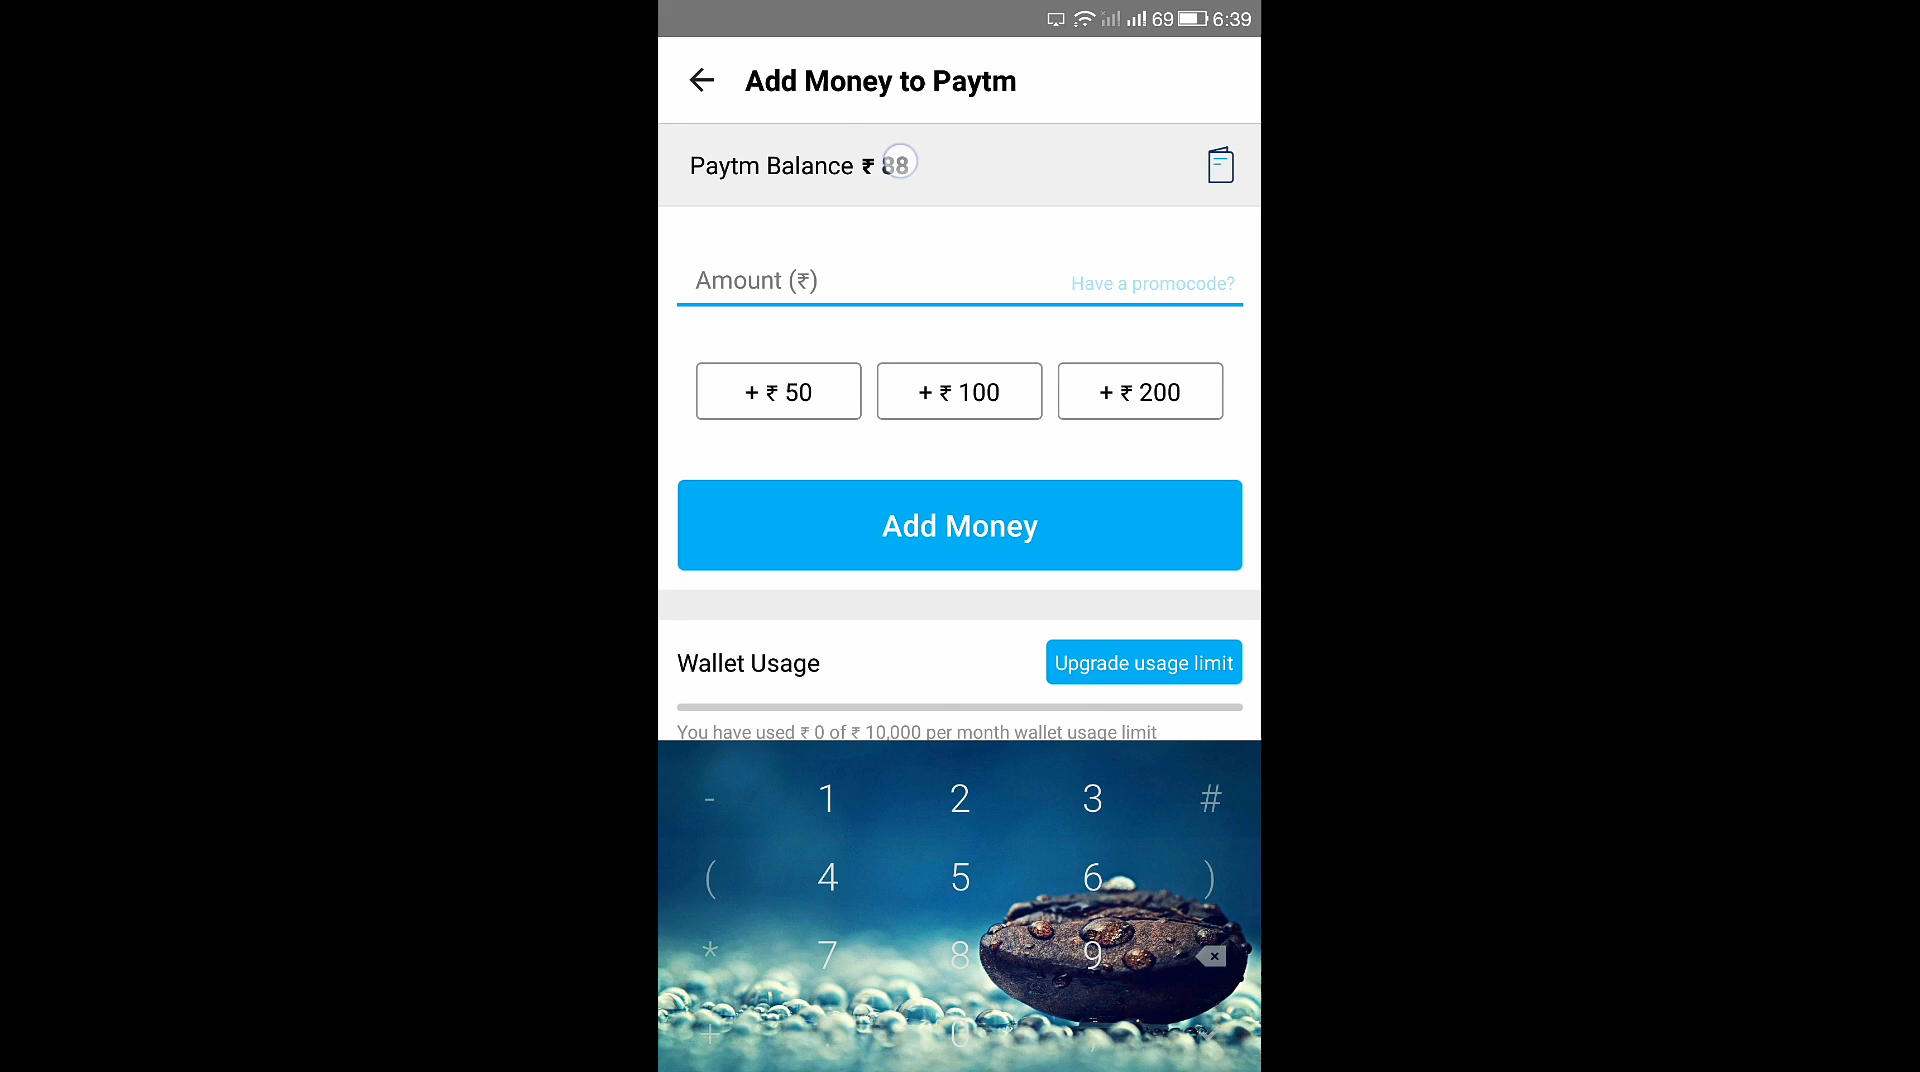 69 6:39
Add Money to Paytm
Paytm Balance ₹ 88
Amount (₹) Have a promocode?
+ ₹ 50 + ₹ 100 + ₹ 200
Add Money
Wallet Usage Upgrade usage limit
You have used ₹ 0 of ₹ 10,000 per month wallet usage limit
- 1 2 3 #
( 4 5 6 )
* 7 8 9
+ . 0 ,